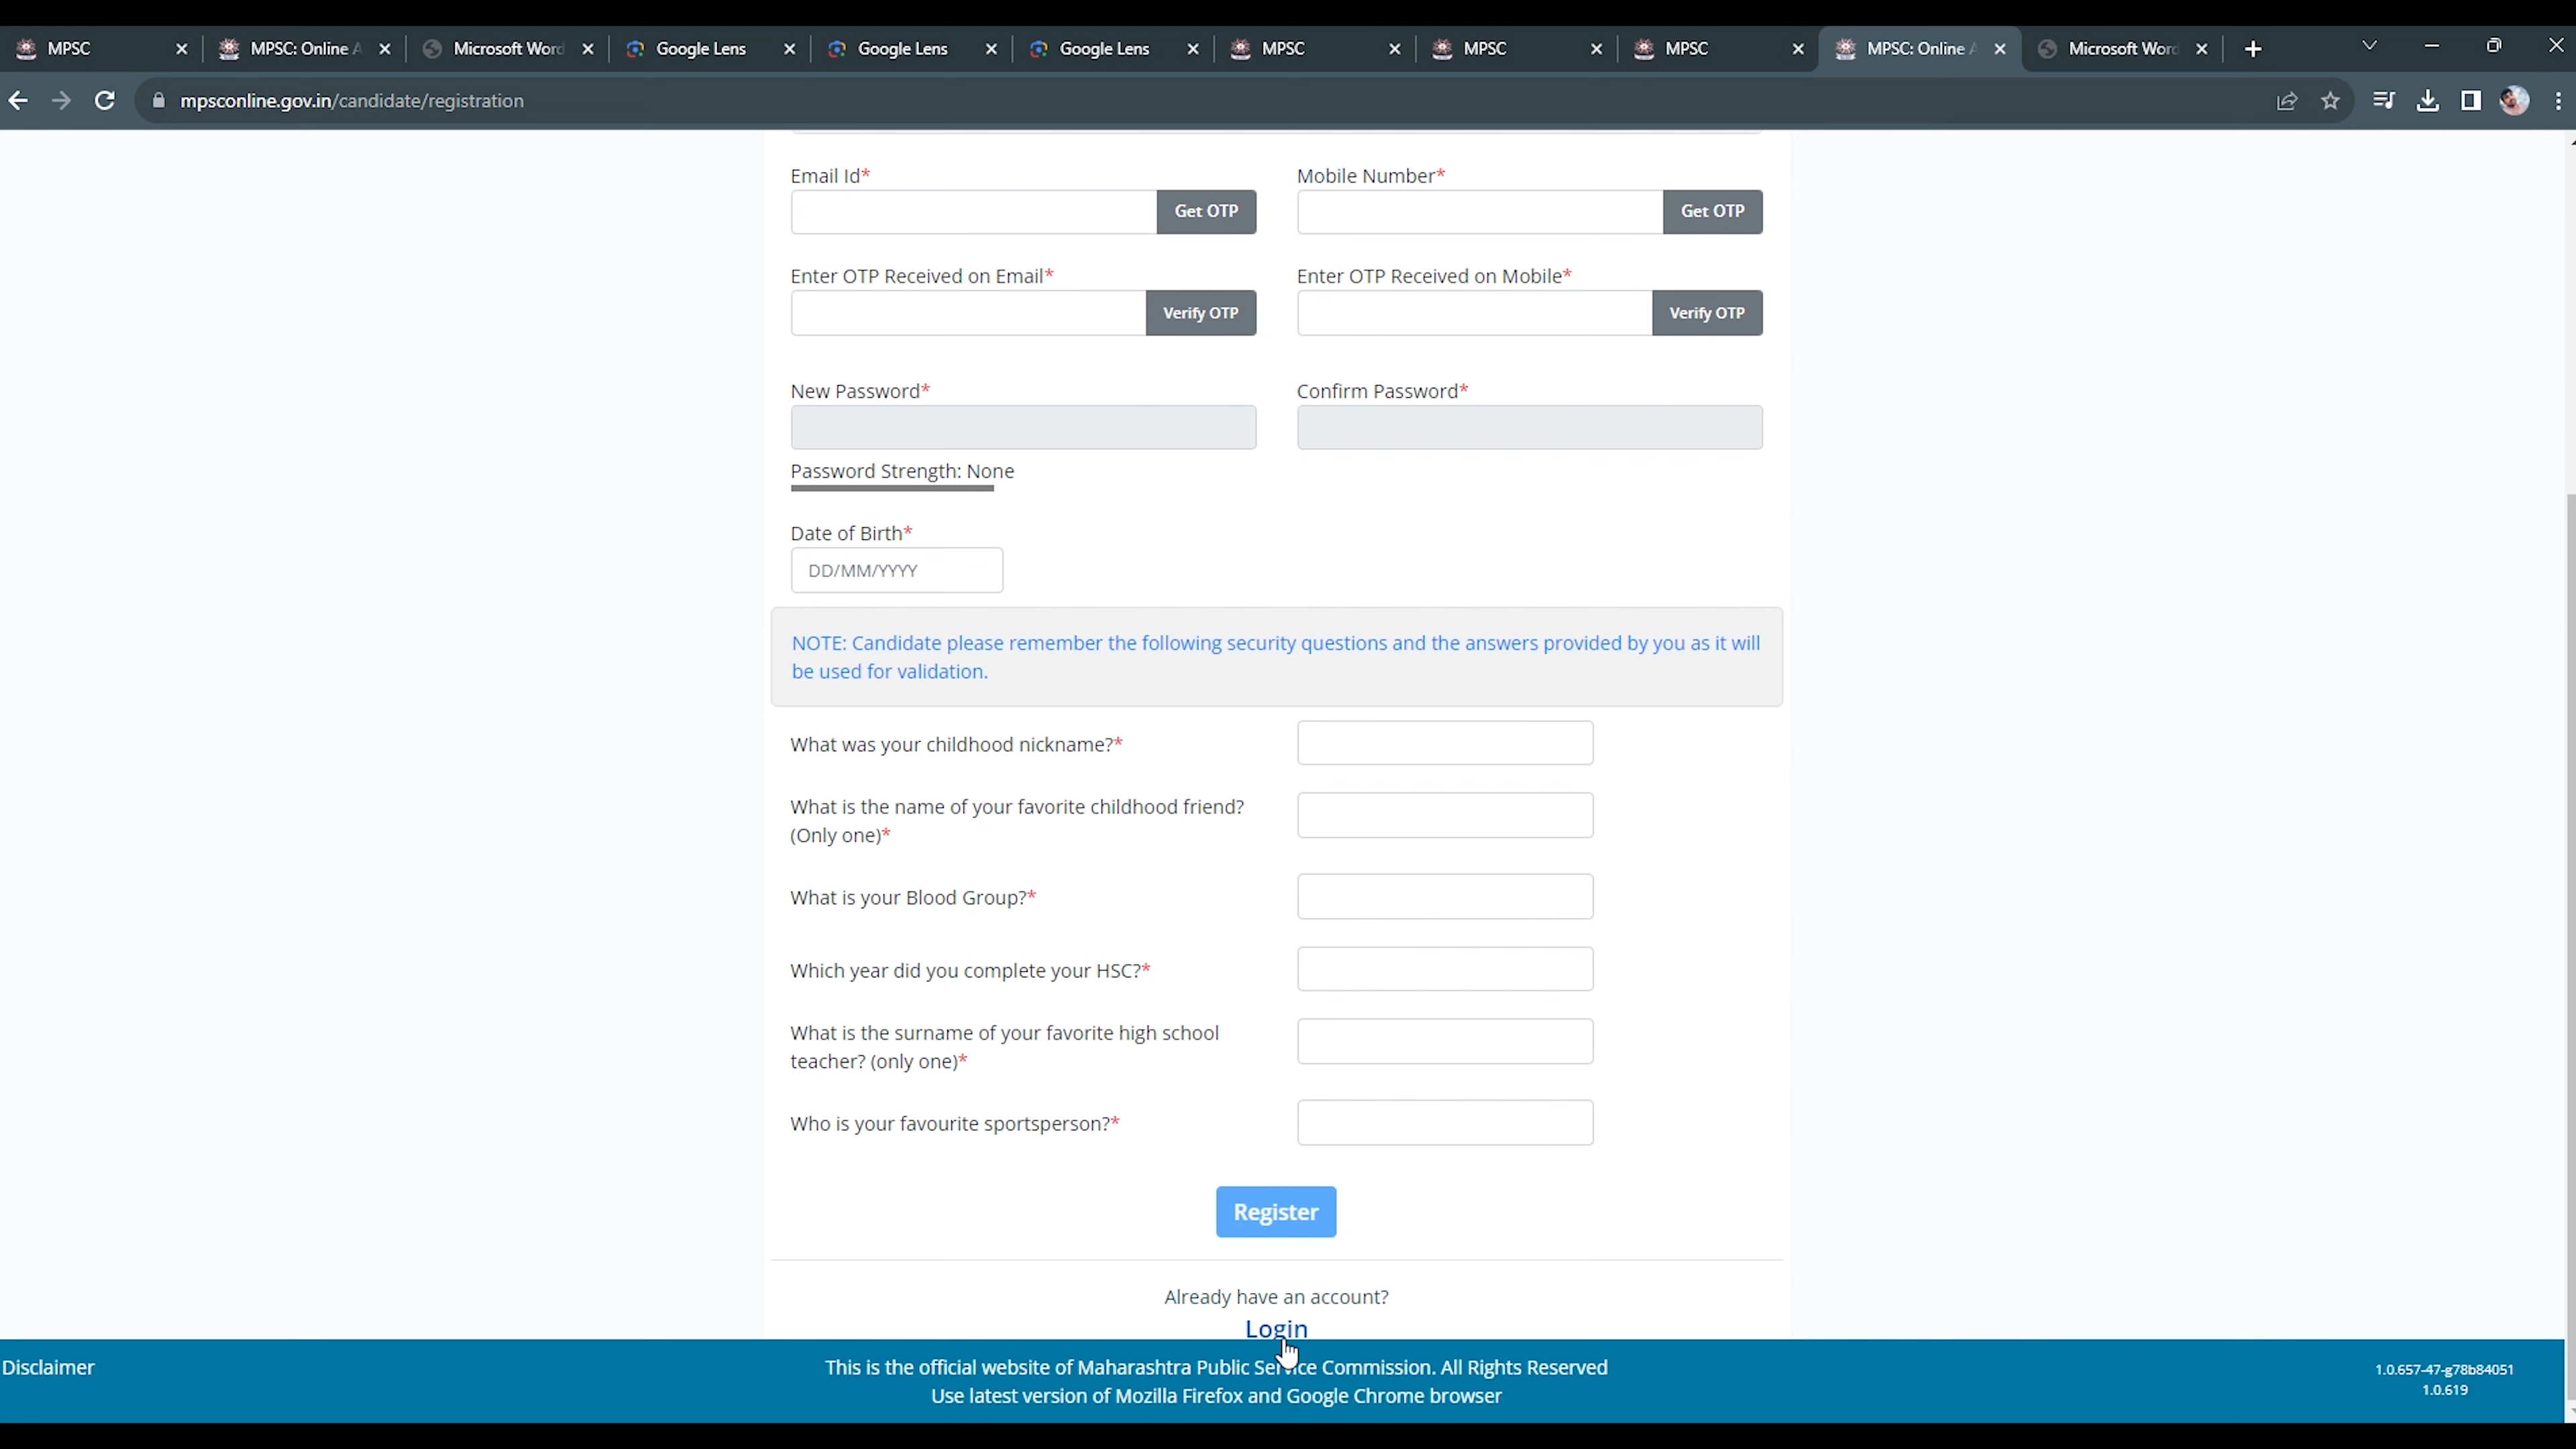 MPSC
MPSC: Online A
Microsoft Word
Google Lens
Google Lens
Google Lens
MPSC
MPSC
MPSC
MPSC: Online A
Microsoft Word
mpsconline.gov.in/candidate/registration
Email Id*
Mobile Number*
Get OTP
Get OTP
Enter OTP Received on Email*
Enter OTP Received on Mobile*
Verify OTP
Verify OTP
New Password*
Confirm Password*
Password Strength: None
Date of Birth*
DD/MM/YYYY
NOTE: Candidate please remember the following security questions and the answers provided by you as it will
be used for validation.
What was your childhood nickname?*
What is the name of your favorite childhood friend?
(Only one)*
What is your Blood Group?*
Which year did you complete your HSC?*
What is the surname of your favorite high school
teacher? (only one)*
Who is your favourite sportsperson?*
Register
Already have an account?
Login
Disclaimer
This is the official website of Maharashtra Public Service Commission. All Rights Reserved
Use latest version of Mozilla Firefox and Google Chrome browser
1.0.657-47-g78b84051
1.0.619